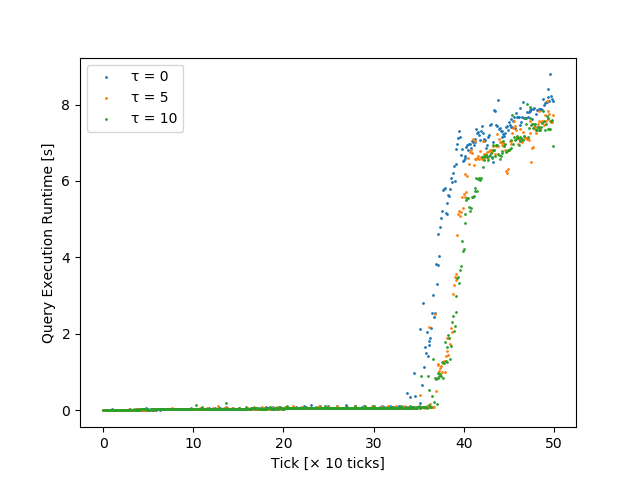 τ = 0
τ = 5
τ = 10
Query Execution Runtime [s]
8
6
4
2
0
0 10 20 30 40 50
Tick [× 10 ticks]